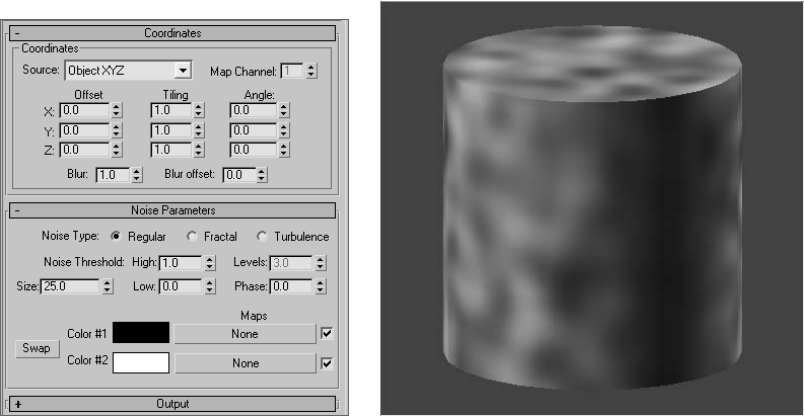 - Coordinates
Coordinates
Source: Object XYZ Map Channel: 1
Offset Tiling Angle:
X: 0.0 1.0 0.0
Y: 0.0 1.0 0.0
Z: 0.0 1.0 0.0
Blur: 1.0 Blur offset: 0.0
- Noise Parameters
Noise Type: Regular Fractal Turbulence
Noise Threshold: High: 1.0 Levels: 3.0
Size: 25.0 Low: 0.0 Phase: 0.0
Maps
Color #1 None
Swap
Color #2 None
+ Output